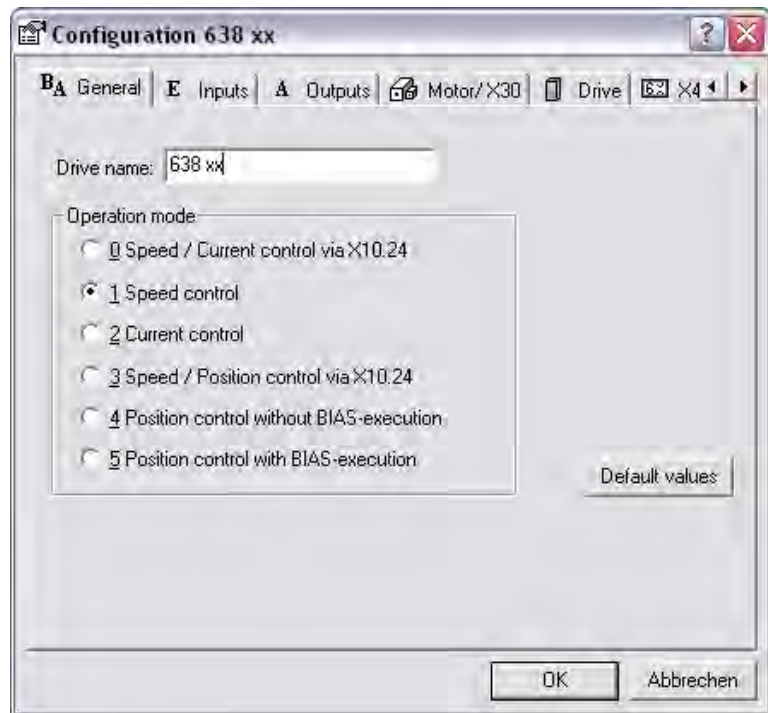 Configuration 638 xx
BA General E Inputs A Outputs Motor/X30 Drive X4
Drive name: 638 xx
Operation mode
0 Speed / Current control via X10.24
1 Speed control
2 Current control
3 Speed / Position control via X10.24
4 Position control without BIAS-execution
5 Position control with BIAS-execution
Default values
OK Abbrechen